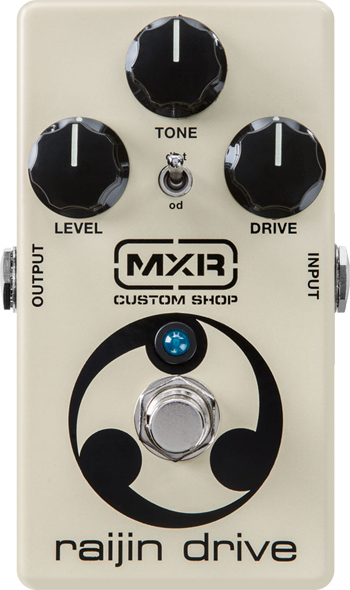 TONE
od
LEVEL
DRIVE
OUTPUT
INPUT
MXR
CUSTOM SHOP
raijin drive